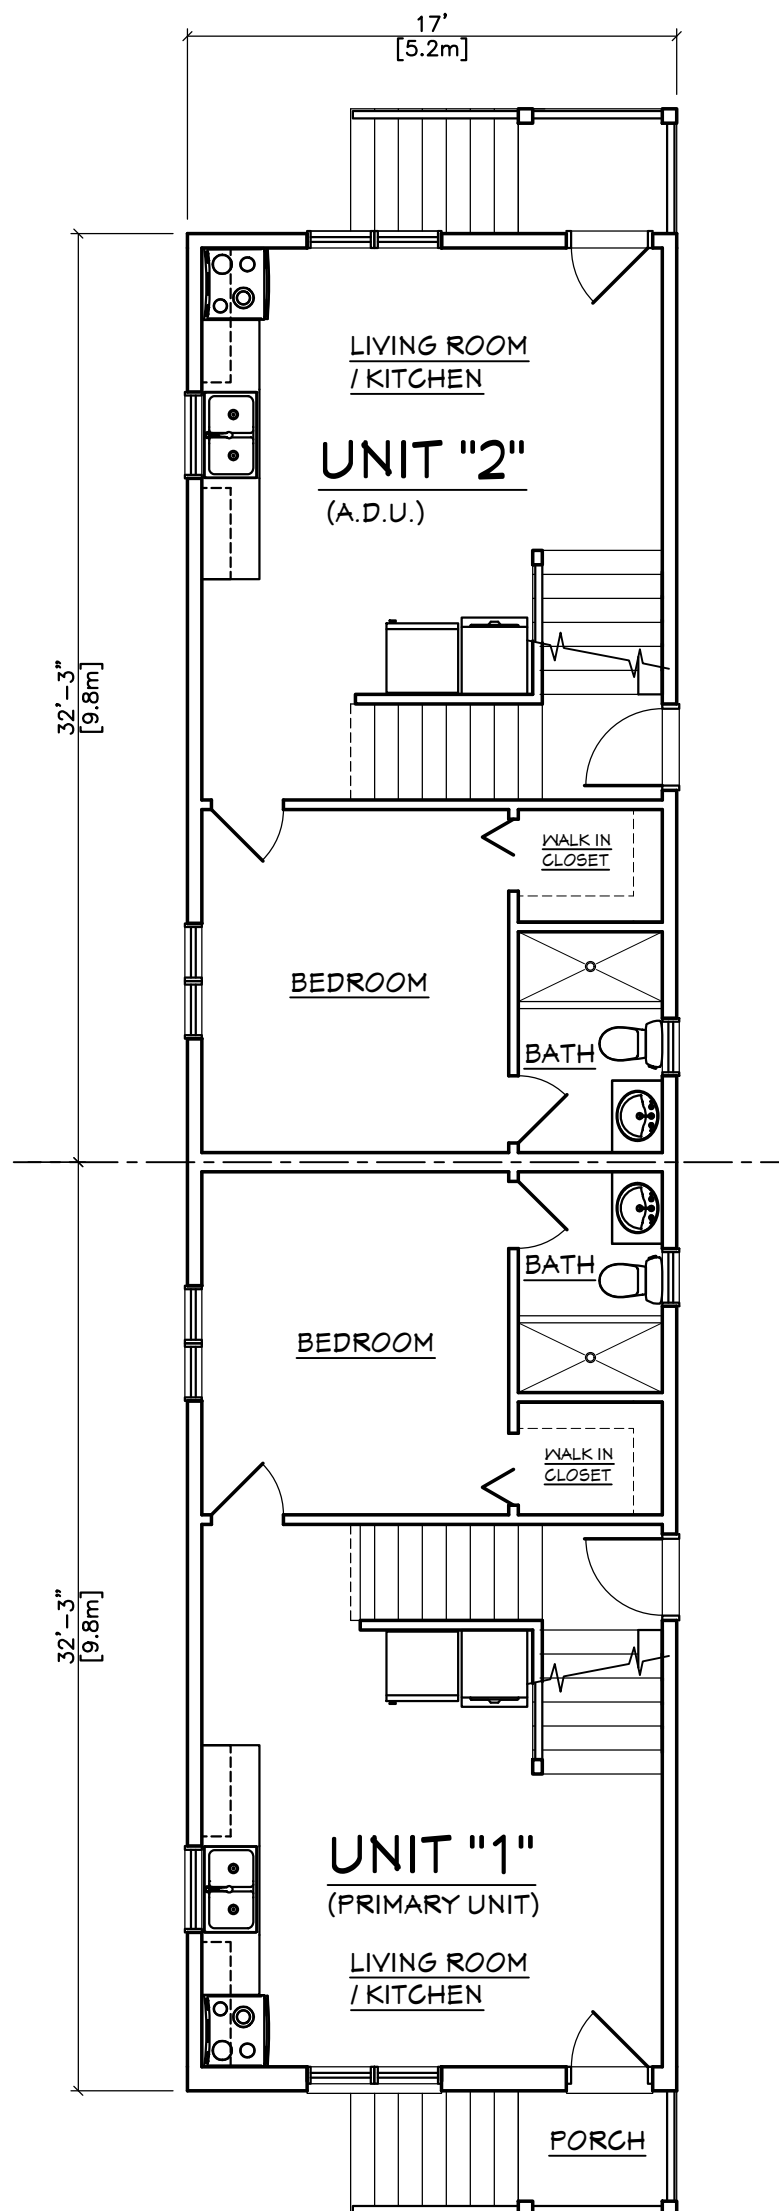 17'
[5.2m]
LIVING ROOM
/ KITCHEN
UNIT "2"
(A.D.U.)
32'-3"
[9.8m]
WALK IN
CLOSET
BEDROOM
BATH
BATH
BEDROOM
WALK IN
CLOSET
32'-3"
[9.8m]
UNIT "1"
(PRIMARY UNIT)
LIVING ROOM
/ KITCHEN
PORCH